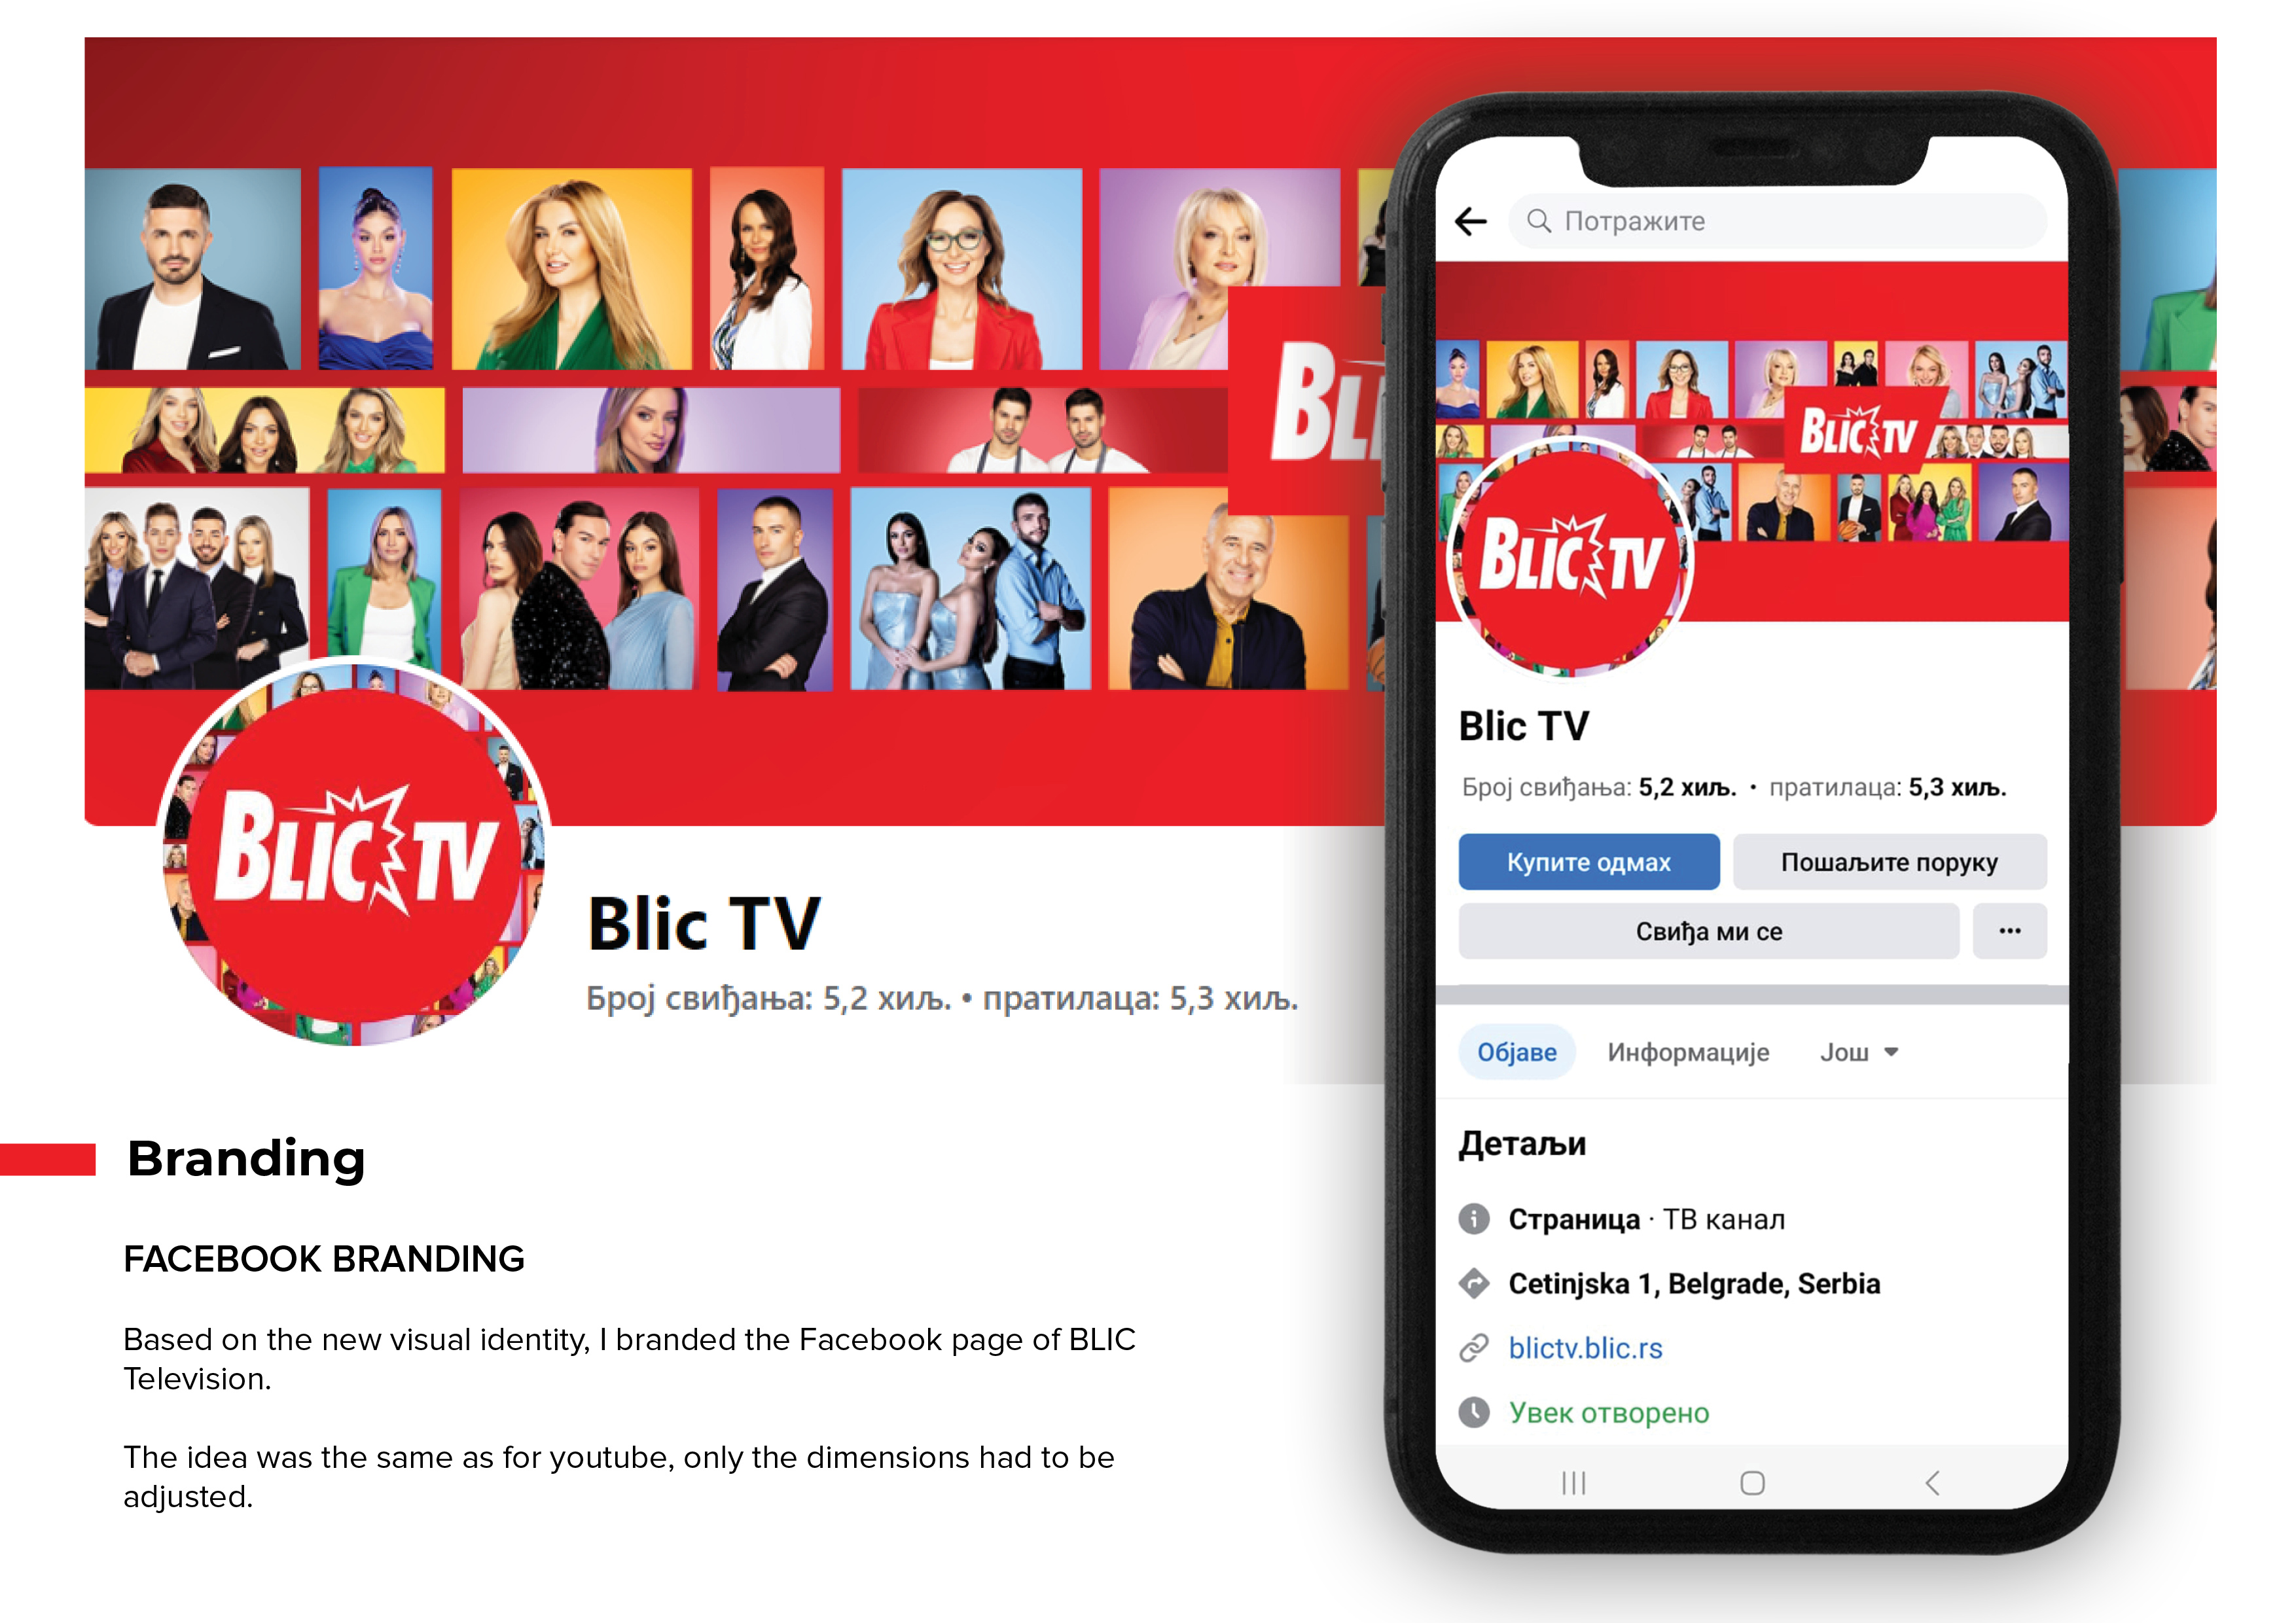 BLIC TV
Blic TV
Број свиђања: 5,2 хиљ. • пратилаца: 5,3 хиљ.
Branding
FACEBOOK BRANDING
Based on the new visual identity, I branded the Facebook page of BLIC
Television.
The idea was the same as for youtube, only the dimensions had to be
adjusted.
Потражите
BLIC TV
BLIC TV
Blic TV
Број свиђања: 5,2 хиљ. • пратилаца: 5,3 хиљ.
Купите одмах Пошаљите поруку
Свиђа ми се
Објаве Информације Још
Детаљи
Страница · ТВ канал
Cetinjska 1, Belgrade, Serbia
blictv.blic.rs
Увек отворено